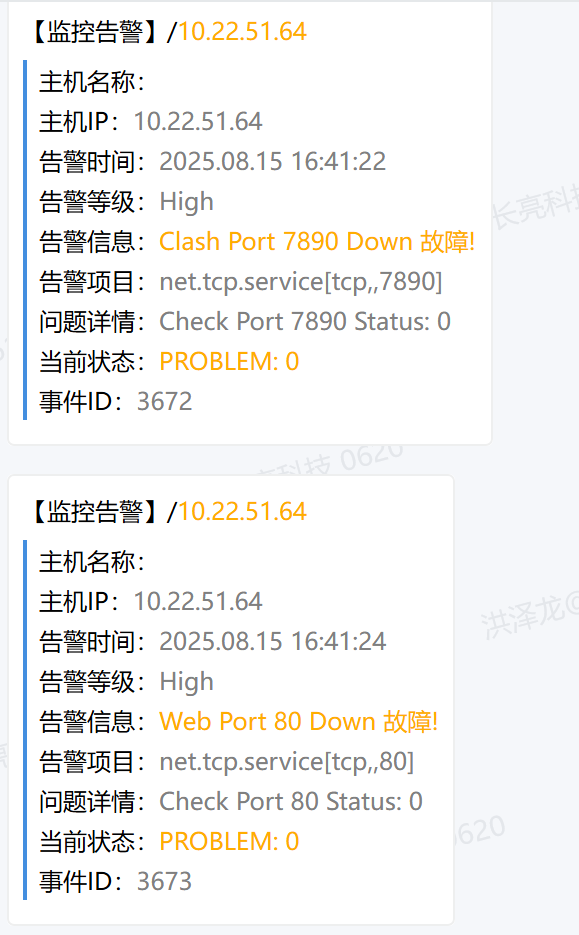 【监控告警】/10.22.51.64
主机名称：
主机IP：10.22.51.64
告警时间：2025.08.15 16:41:22
告警等级：High
告警信息：Clash Port 7890 Down 故障!
告警项目：net.tcp.service[tcp,,7890]
问题详情：Check Port 7890 Status: 0
当前状态：PROBLEM: 0
事件ID：3672
长亮科技
科技 0620
【监控告警】/10.22.51.64
主机名称：
主机IP：10.22.51.64
告警时间：2025.08.15 16:41:24
告警等级：High
告警信息：Web Port 80 Down 故障!
告警项目：net.tcp.service[tcp,,80]
问题详情：Check Port 80 Status: 0
当前状态：PROBLEM: 0
事件ID：3673
洪泽龙@
0620